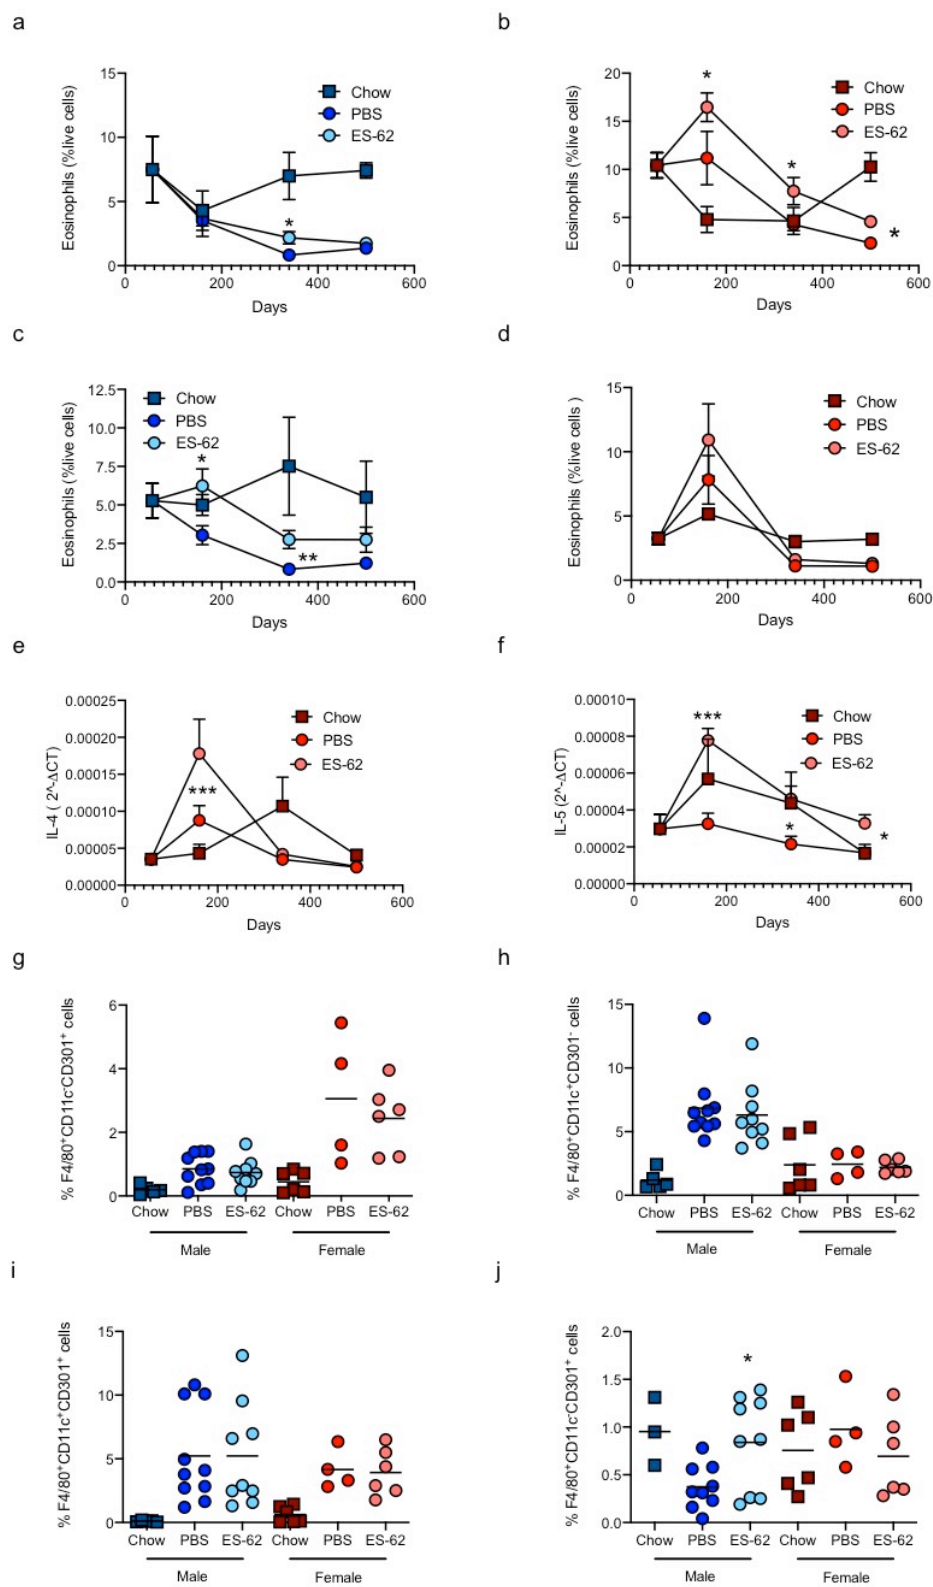 a
Eosinophils (%live cells)
15
10
5
0
0 200 400 600
Days
Chow
PBS
ES-62
*
b
Eosinophils (%live cells)
20
15
10
5
0
0 200 400 600
Days
Chow
PBS
ES-62
*
*
*
c
Eosinophils (%live cells)
12.5
10.0
7.5
5.0
2.5
0.0
0 200 400 600
Days
Chow
PBS
ES-62
*
**
d
Eosinophils (%live cells )
15
10
5
0
0 200 400 600
Days
Chow
PBS
ES-62
e
IL-4 ( 2^-ΔCT)
0.00025
0.00020
0.00015
0.00010
0.00005
0.00000
0 200 400 600
Days
Chow
PBS
ES-62
***
f
IL-5 (2^-ΔCT)
0.00010
0.00008
0.00006
0.00004
0.00002
0.00000
0 200 400 600
Days
Chow
PBS
ES-62
***
*
*
g
% F4/80⁺CD11c⁻CD301⁺ cells
6
4
2
0
Chow PBS ES-62 Chow PBS ES-62
Male Female
h
% F4/80⁺CD11c⁺CD301⁻ cells
15
10
5
0
Chow PBS ES-62 Chow PBS ES-62
Male Female
i
% F4/80⁺CD11c⁺CD301⁺ cells
15
10
5
0
Chow PBS ES-62 Chow PBS ES-62
Male Female
j
% F4/80⁺CD11c⁻CD301⁺ cells
2.0
1.5
1.0
0.5
0.0
*
Chow PBS ES-62 Chow PBS ES-62
Male Female